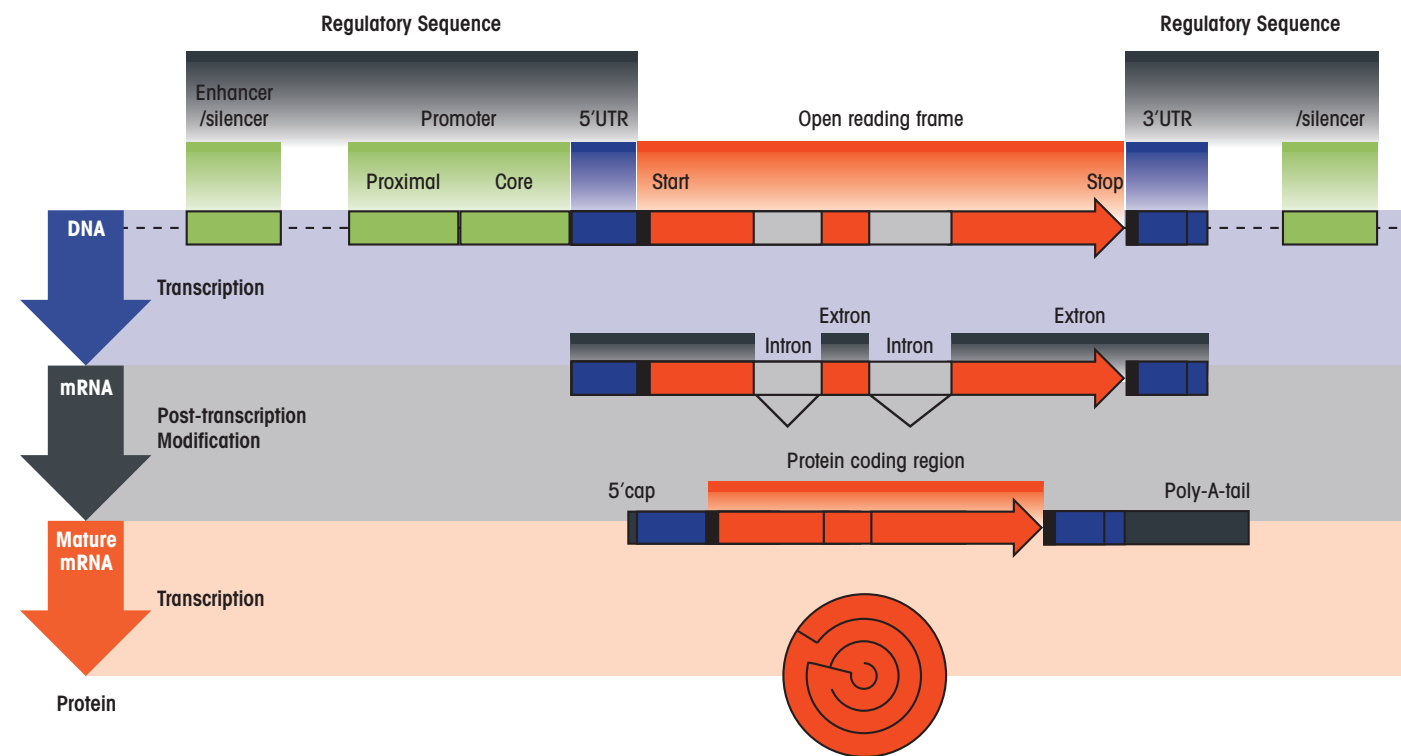 Regulatory Sequence
Regulatory Sequence
Enhancer
/silencer
Promoter
5'UTR
Open reading frame
3'UTR
/silencer
Proximal
Core
Start
Stop
DNA
Transcription
Extron
Extron
Intron
Intron
mRNA
Post-transcription
Modification
Protein coding region
5'cap
Poly-A-tail
Mature
mRNA
Transcription
Protein